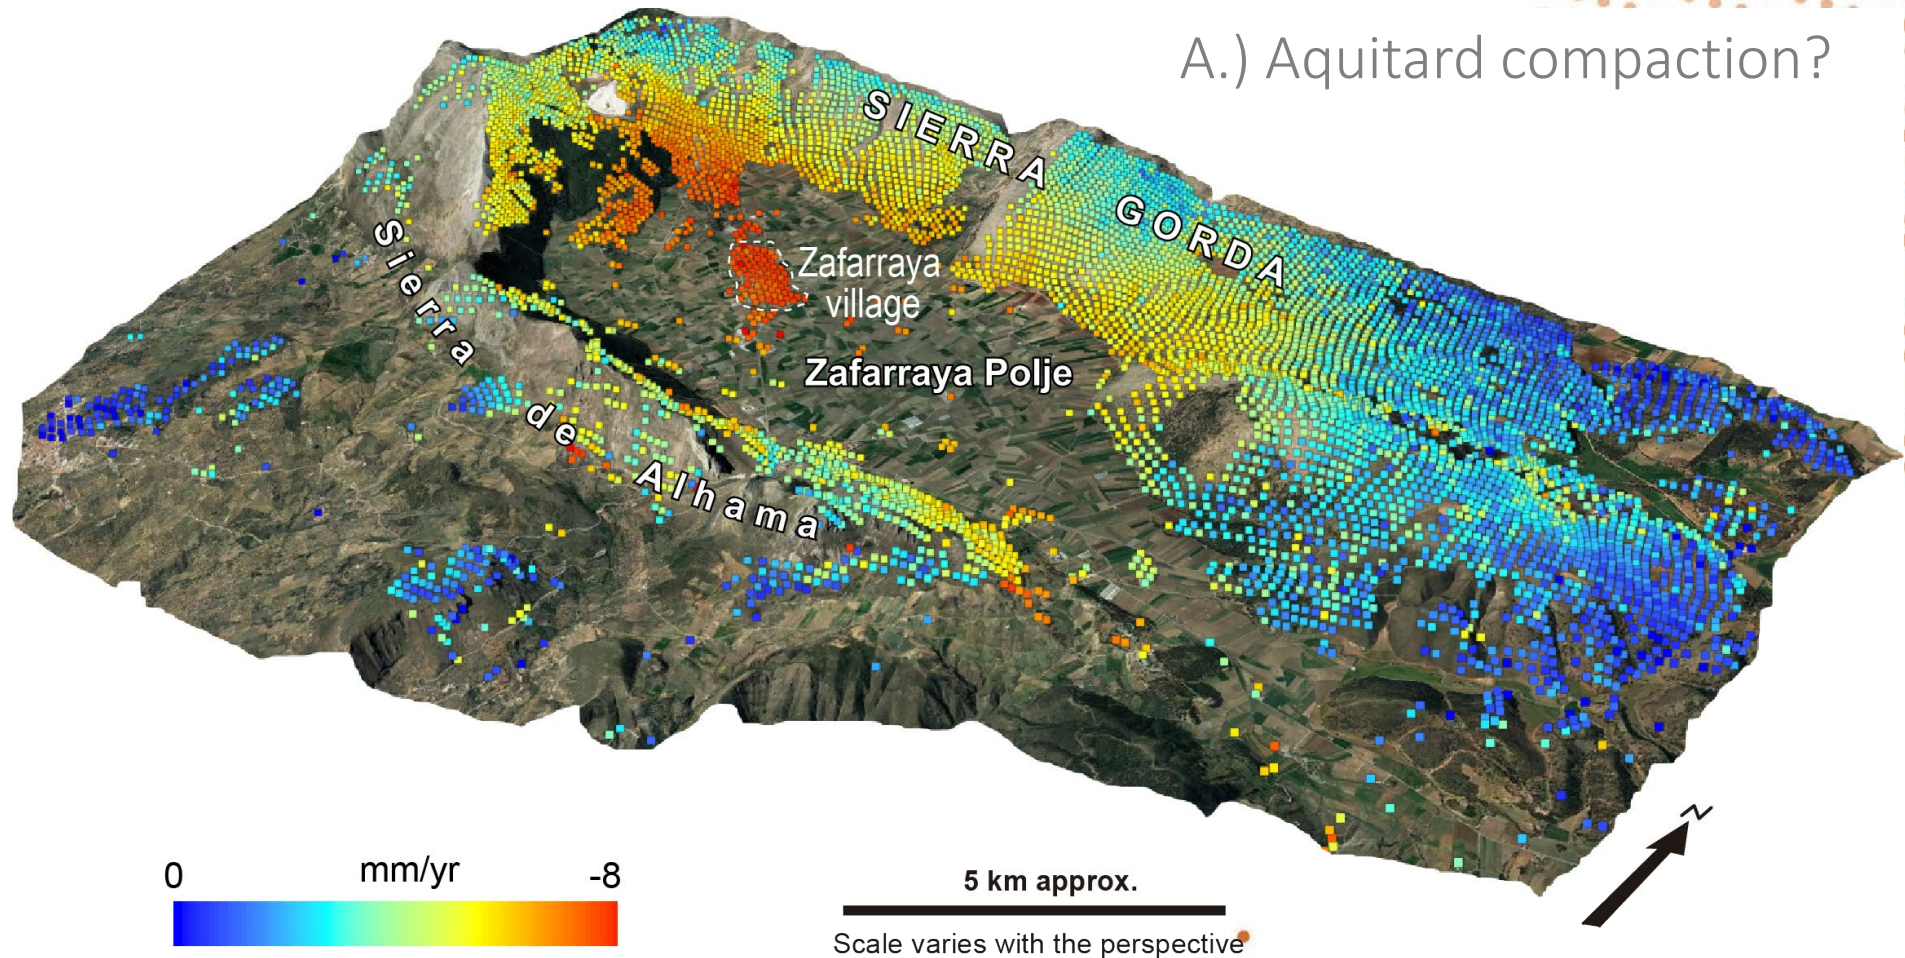 A.) Aquitard compaction?
SIERRA
GORDA
Sierra
de
Alhama
Zafarraya
village
Zafarraya Polje
N
0 mm/yr -8
5 km approx.
Scale varies with the perspective